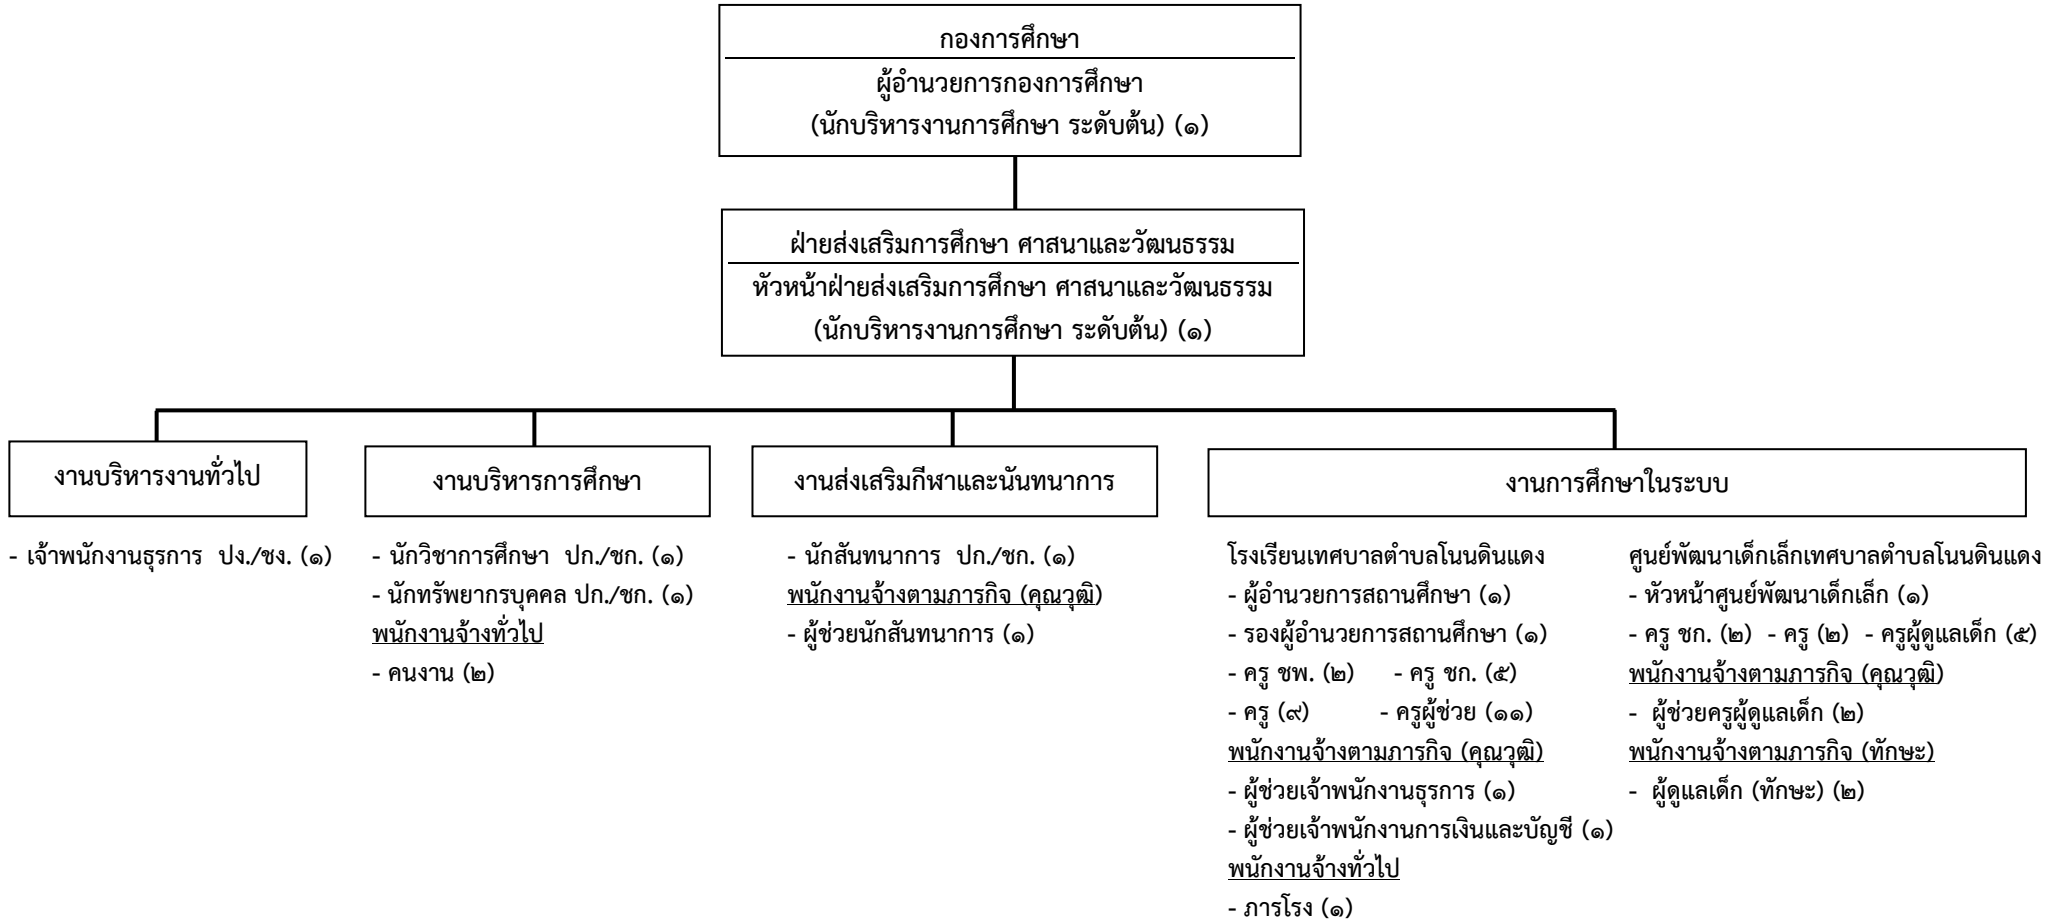 กองการศึกษา
ผู้อำนวยการกองการศึกษา
(นักบริหารงานการศึกษา ระดับต้น) (๑)
ฝ่ายส่งเสริมการศึกษา ศาสนาและวัฒนธรรม
หัวหน้าฝ่ายส่งเสริมการศึกษา ศาสนาและวัฒนธรรม
(นักบริหารงานการศึกษา ระดับต้น) (๑)
งานบริหารงานทั่วไป
- เจ้าพนักงานธุรการ ปง./ชง. (๑)
งานบริหารการศึกษา
- นักวิชาการศึกษา ปก./ชก. (๑)
- นักทรัพยากรบุคคล ปก./ชก. (๑)
พนักงานจ้างทั่วไป
- คนงาน (๒)
งานส่งเสริมกีฬาและนันทนาการ
- นักสันทนาการ ปก./ชก. (๑)
พนักงานจ้างตามภารกิจ (คุณวุฒิ)
- ผู้ช่วยนักสันทนาการ (๑)
งานการศึกษาในระบบ
โรงเรียนเทศบาลตำบลโนนดินแดง
- ผู้อำนวยการสถานศึกษา (๑)
- รองผู้อำนวยการสถานศึกษา (๑)
- ครู ชพ. (๒) - ครู ชก. (๕)
- ครู (๙) - ครูผู้ช่วย (๑๑)
พนักงานจ้างตามภารกิจ (คุณวุฒิ)
- ผู้ช่วยเจ้าพนักงานธุรการ (๑)
- ผู้ช่วยเจ้าพนักงานการเงินและบัญชี (๑)
พนักงานจ้างทั่วไป
- ภารโรง (๑)
ศูนย์พัฒนาเด็กเล็กเทศบาลตำบลโนนดินแดง
- หัวหน้าศูนย์พัฒนาเด็กเล็ก (๑)
- ครู ชก. (๒) - ครู (๒) - ครูผู้ดูแลเด็ก (๕)
พนักงานจ้างตามภารกิจ (คุณวุฒิ)
- ผู้ช่วยครูผู้ดูแลเด็ก (๒)
พนักงานจ้างตามภารกิจ (ทักษะ)
- ผู้ดูแลเด็ก (ทักษะ) (๒)